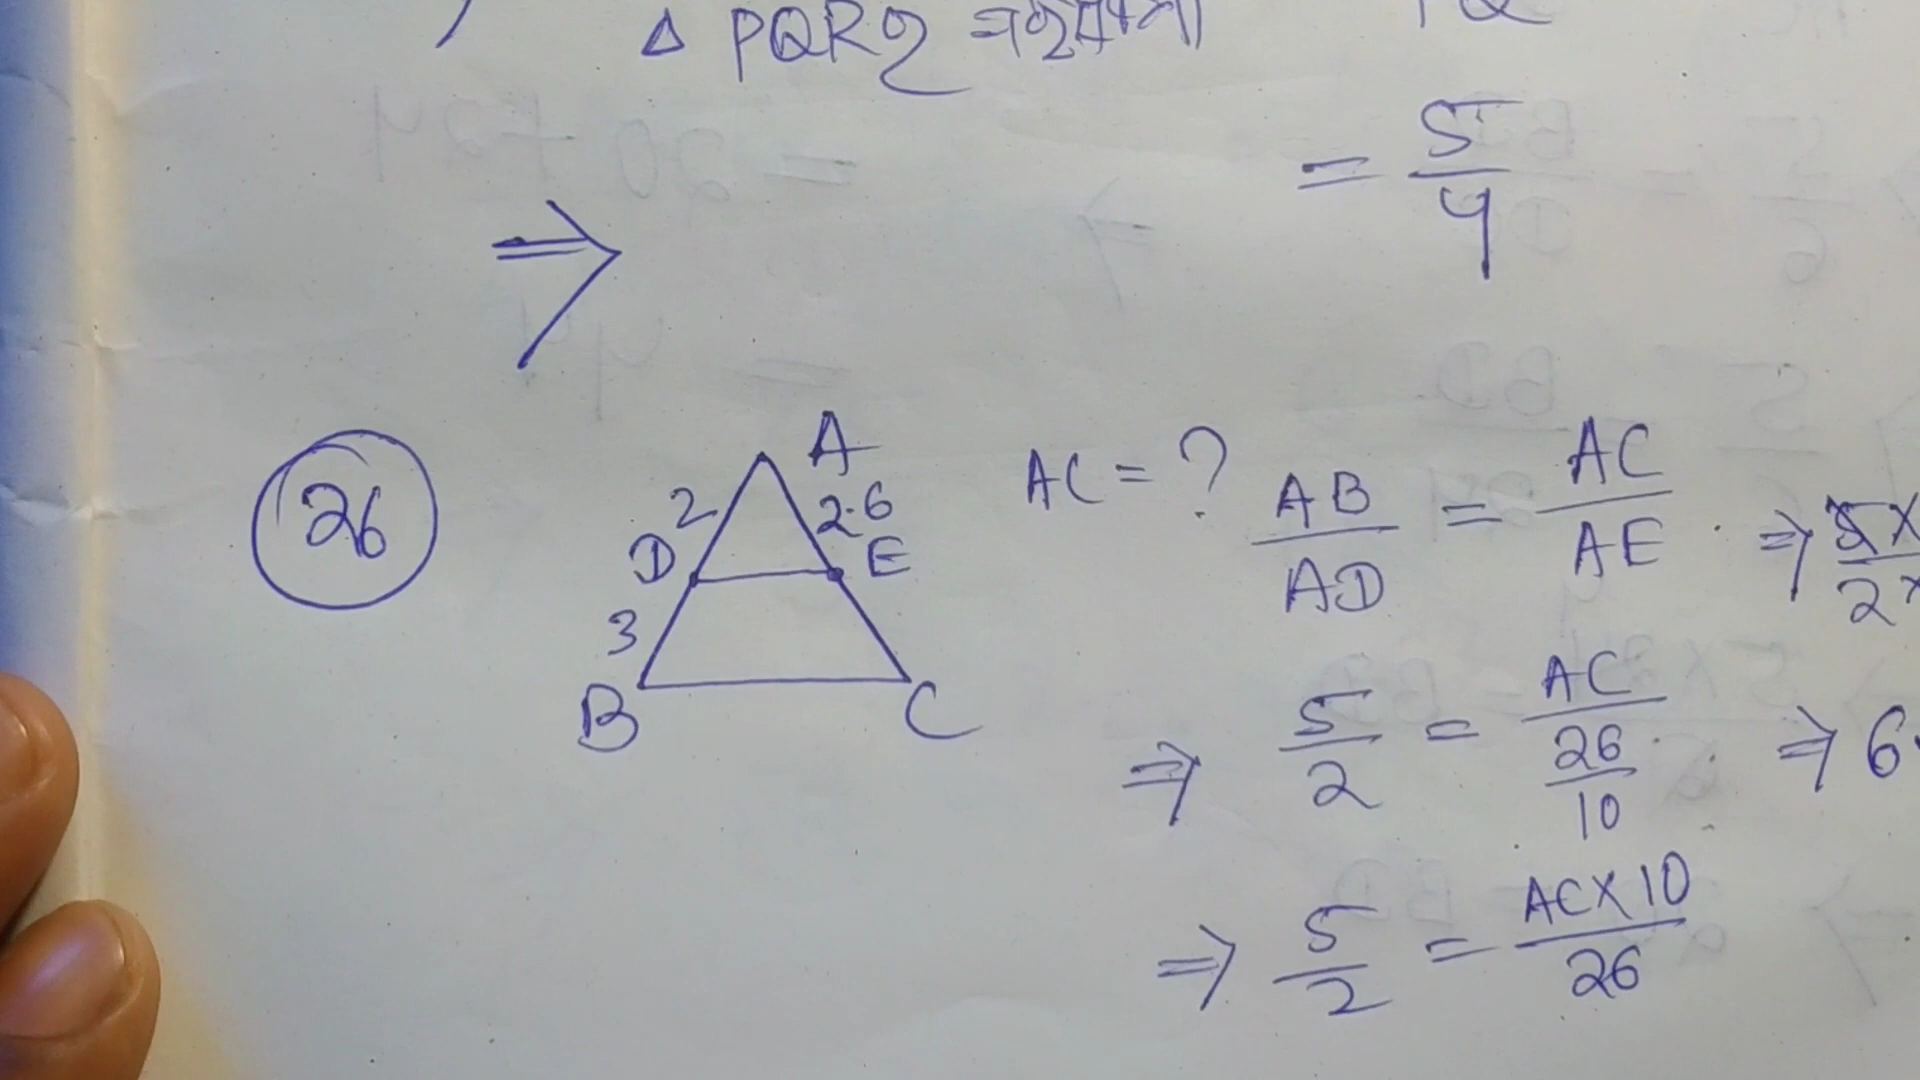 Δ PQRର
= 5/4
⇒
26
A
2
2.6
D
E
3
B
C
AC = ?
AB/AD = AC/AE
⇒ 5/2 = AC/(26/10)
⇒ 6
⇒ 5/2 = AC×10/26